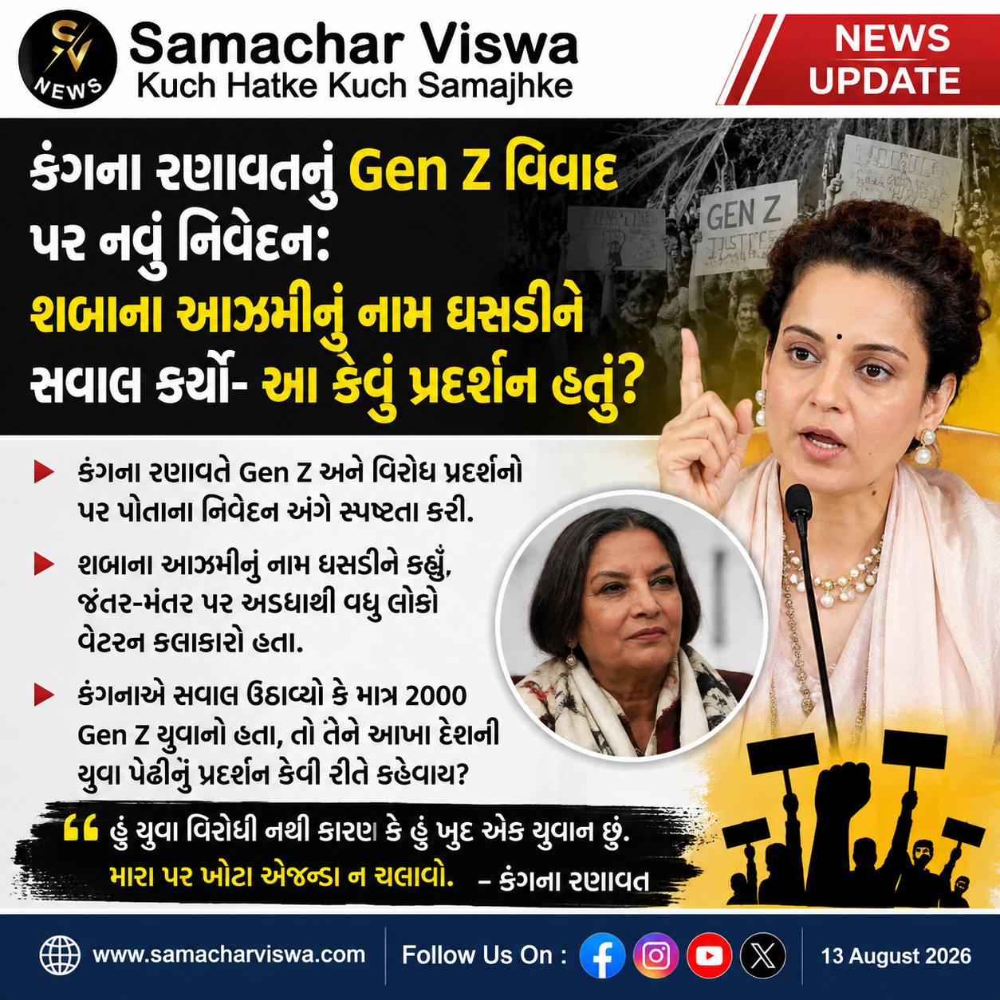 SV
NEWS
Samachar Viswa
Kuch Hatke Kuch Samajhke
NEWS
UPDATE
કંગના રણાવતનું Gen Z વિવાદ
પર નવું નિવેદન:
શબાના આઝમીનું નામ ઘસડીને
સવાલ કર્યો- આ કેવું પ્રદર્શન હતું?
GEN Z
કંગના રણાવતે Gen Z અને વિરોધ પ્રદર્શનો
પર પોતાના નિવેદન અંગે સ્પષ્ટતા કરી.
શબાના આઝમીનું નામ ઘસડીને કહ્યું,
જંતર-મંતર પર અડધાથી વધુ લોકો
વેટરન કલાકારો હતા.
કંગનાએ સવાલ ઉઠાવ્યો કે માત્ર 2000
Gen Z યુવાનો હતા, તો તેને આખા દેશની
યુવા પેઢીનું પ્રદર્શન કેવી રીતે કહેવાય?
“ હું યુવા વિરોધી નથી કારણ કે હું ખુદ એક યુવાન છું.
મારા પર ખોટા એજન્ડા ન ચલાવો. – કંગના રણાવત
www.samacharviswa.com
Follow Us On :
13 August 2026